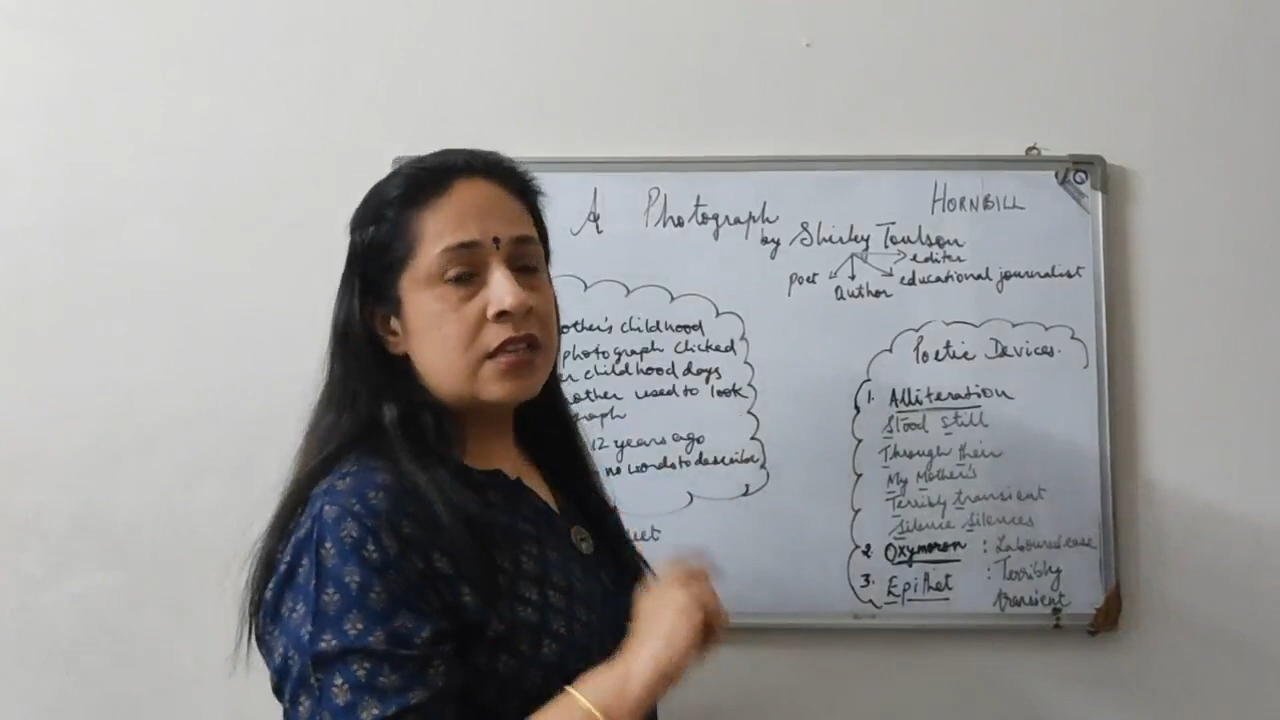 A Photograph
HORNBILL
by Shirley Toulson
editor
poet
author
educational journalist
other's childhood
photograph clicked
childhood days
other used to look
graph
12 years ago
no words to describe
Poetic Devices.
1. Alliteration
Stood still
Through their
My Mother's
Terribly transient
Silence Silences
2. Oxymoron : Laboured ease
3. Epithet : Terribly
transient